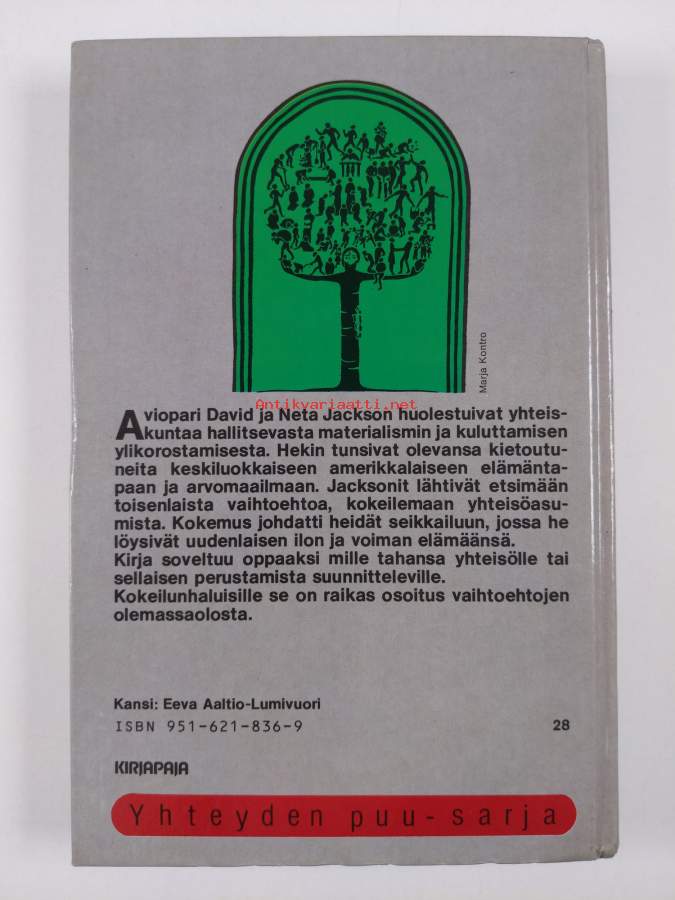 Marja Kontro
Antikvariaatti.net
Aviopari David ja Neta Jackson huolestuivat yhteis-
kuntaa hallitsevasta materialismin ja kuluttamisen
ylikorostamisesta. Hekin tunsivat olevansa kietoutu-
neita keskiluokkaiseen amerikkalaiseen elämänta-
paan ja arvomaailmaan. Jacksonit lähtivät etsimään
toisenlaista vaihtoehtoa, kokeilemaan yhteisöasu-
mista. Kokemus johdatti heidät seikkailuun, jossa he
löysivät uudenlaisen ilon ja voiman elämäänsä.
Kirja soveltuu oppaaksi mille tahansa yhteisölle tai
sellaisen perustamista suunnitteleville.
Kokeilunhaluisille se on raikas osoitus vaihtoehtojen
olemassaolosta.
Kansi: Eeva Aaltio-Lumivuori
ISBN 951-621-836-9 28
KIRJAPAJA
Yhteyden puu-sarja